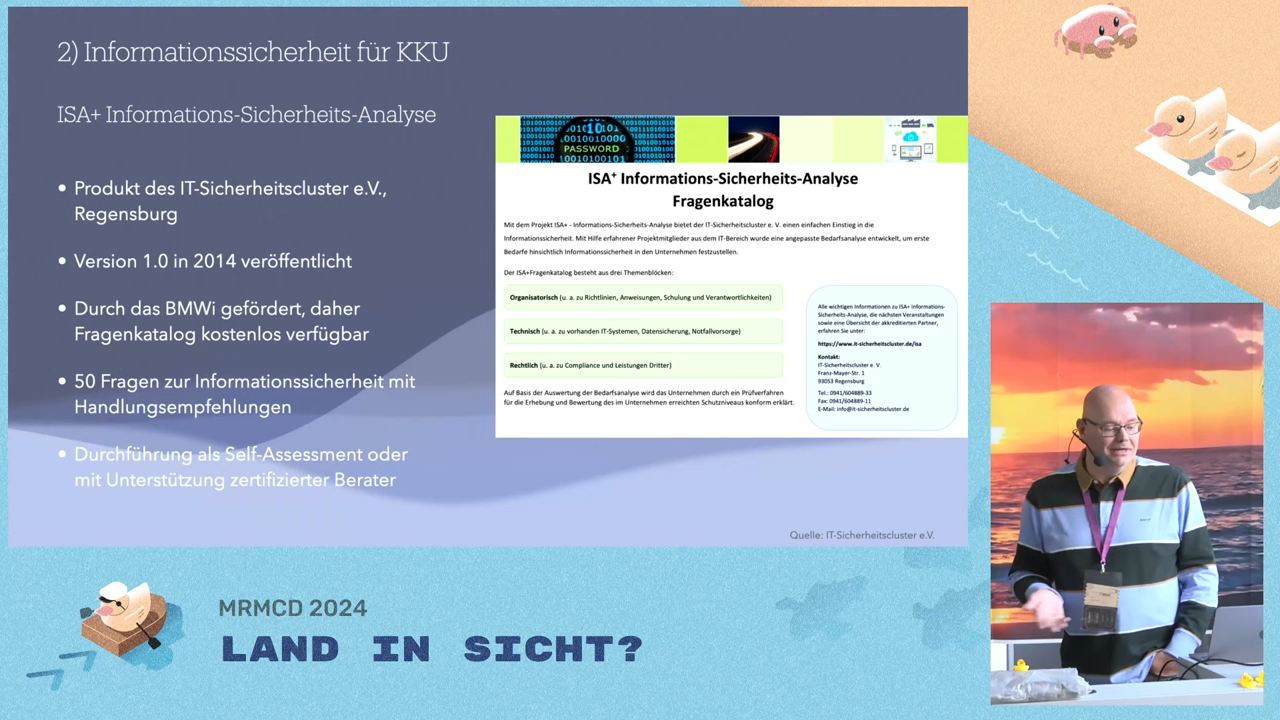 2) Informationssicherheit für KKU
ISA+ Informations-Sicherheits-Analyse
• Produkt des IT-Sicherheitscluster e.V.,
Regensburg
• Version 1.0 in 2014 veröffentlicht
• Durch das BMWi gefördert, daher
Fragenkatalog kostenlos verfügbar
• 50 Fragen zur Informationssicherheit mit
Handlungsempfehlungen
• Durchführung als Self-Assessment oder
mit Unterstützung zertifizierter Berater
PASSWORD
ISA+ Informations-Sicherheits-Analyse
Fragenkatalog
Mit dem Projekt ISA+ - Informations-Sicherheits-Analyse bietet der IT-Sicherheitscluster e. V. einen einfachen Einstieg in die
Informationssicherheit. Mit Hilfe erfahrener Projektmitglieder aus dem IT-Bereich wurde eine angepasste Bedarfsanalyse entwickelt, um erste
Bedarfe hinsichtlich Informationssicherheit in den Unternehmen festzustellen.
Der ISA+Fragenkatalog besteht aus drei Themenblöcken:
Organisatorisch (u. a. zu Richtlinien, Anweisungen, Schulung und Verantwortlichkeiten)
Technisch (u. a. zu vorhanden IT-Systemen, Datensicherung, Notfallvorsorge)
Rechtlich (u. a. zu Compliance und Leistungen Dritter)
Auf Basis der Auswertung der Bedarfsanalyse wird das Unternehmen durch ein Prüfverfahren
für die Erhebung und Bewertung des im Unternehmen erreichten Schutzniveaus konform erklärt.
Alle wichtigen Informationen zu ISA+ Informations-
Sicherheits-Analyse, die nächsten Veranstaltungen
sowie eine Übersicht der akkreditierten Partner,
erfahren Sie unter:
https://www.it-sicherheitscluster.de/isa
Kontakt:
IT-Sicherheitscluster e. V.
Franz-Mayer-Str. 1
93053 Regensburg
Tel.: 0941/604889-33
Fax: 0941/604889-11
E-Mail: info@it-sicherheitscluster.de
Quelle: IT-Sicherheitscluster e.V.
MRMCD 2024
LAND IN SICHT?